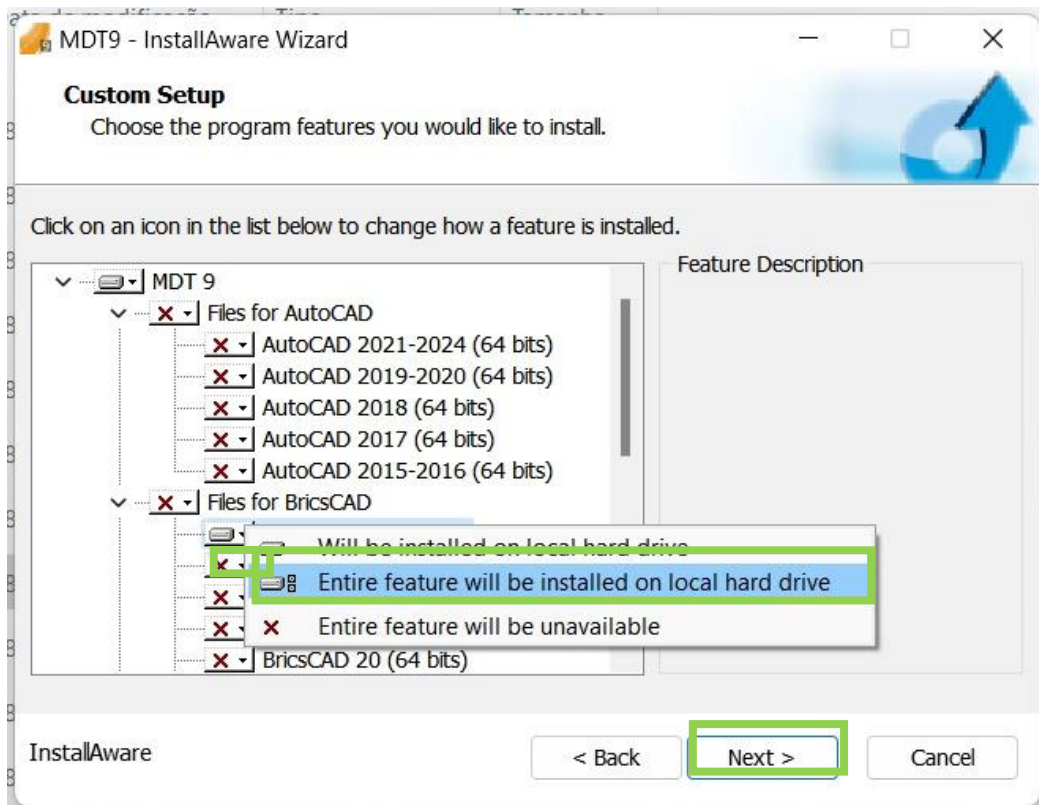 MDT9 - InstallAware Wizard
Custom Setup
Choose the program features you would like to install.
Click on an icon in the list below to change how a feature is installed.
Feature Description
MDT 9
Files for AutoCAD
AutoCAD 2021-2024 (64 bits)
AutoCAD 2019-2020 (64 bits)
AutoCAD 2018 (64 bits)
AutoCAD 2017 (64 bits)
AutoCAD 2015-2016 (64 bits)
Files for BricsCAD
Will be installed on local hard drive
Entire feature will be installed on local hard drive
Entire feature will be unavailable
BricsCAD 20 (64 bits)
InstallAware
< Back
Next >
Cancel